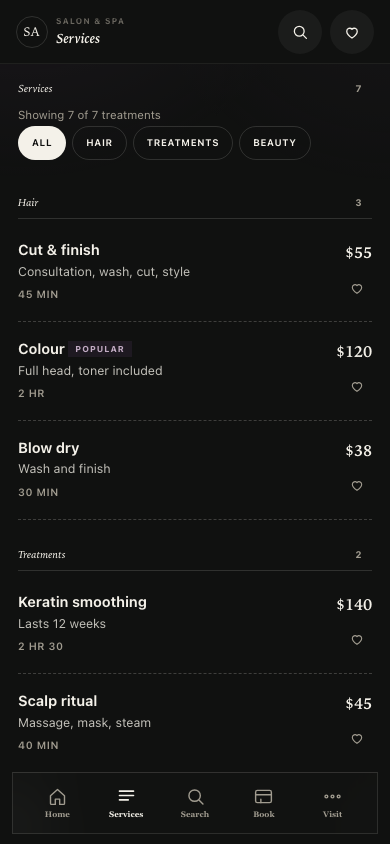 SA
SALON & SPA
Services
Services 7
Showing 7 of 7 treatments
ALL HAIR TREATMENTS BEAUTY
Hair 3
Cut & finish $55
Consultation, wash, cut, style
45 MIN
Colour POPULAR $120
Full head, toner included
2 HR
Blow dry $38
Wash and finish
30 MIN
Treatments 2
Keratin smoothing $140
Lasts 12 weeks
2 HR 30
Scalp ritual $45
Massage, mask, steam
40 MIN
Home Services Search Book Visit